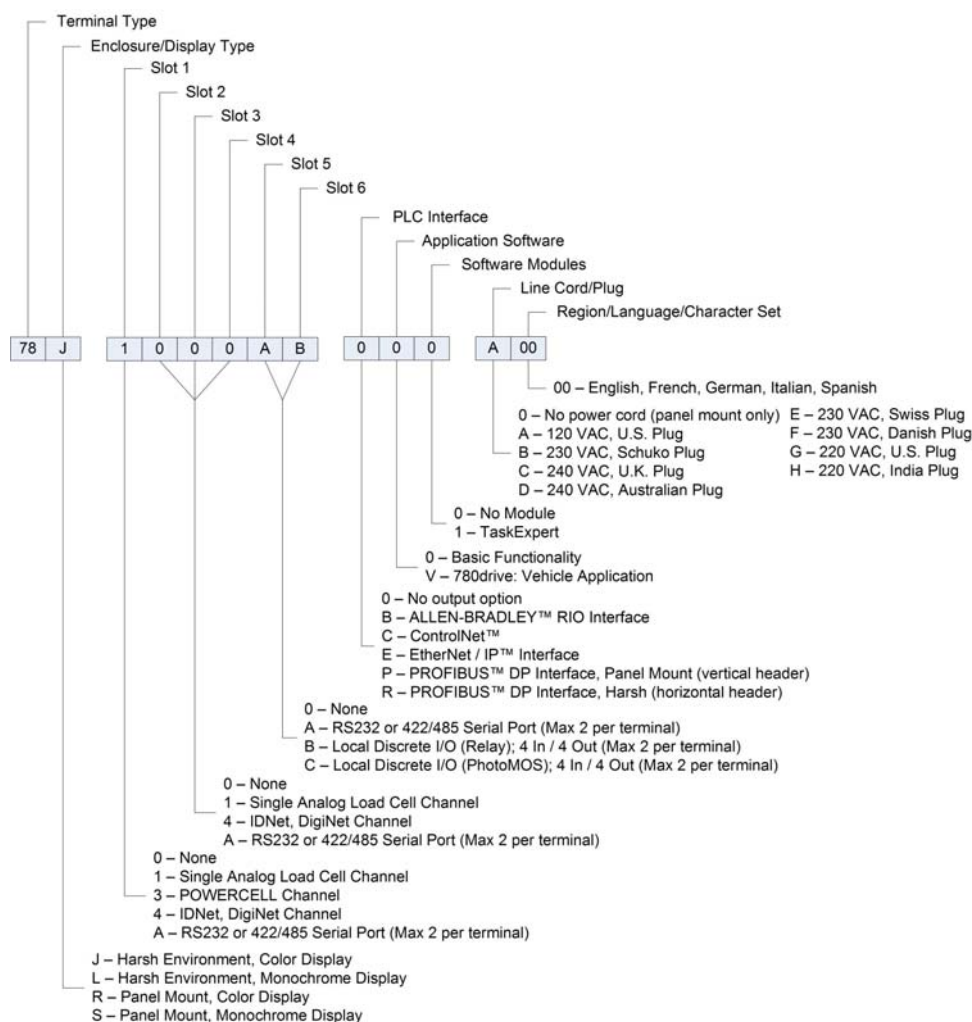 Terminal Type
Enclosure/Display Type
Slot 1
Slot 2
Slot 3
Slot 4
Slot 5
Slot 6
PLC Interface
Application Software
Software Modules
Line Cord/Plug
Region/Language/Character Set
78 J 1 0 0 0 A B 0 0 0 A 00
00 – English, French, German, Italian, Spanish
0 – No power cord (panel mount only)
A – 120 VAC, U.S. Plug
B – 230 VAC, Schuko Plug
C – 240 VAC, U.K. Plug
D – 240 VAC, Australian Plug
E – 230 VAC, Swiss Plug
F – 230 VAC, Danish Plug
G – 220 VAC, U.S. Plug
H – 220 VAC, India Plug
0 – No Module
1 – TaskExpert
0 – Basic Functionality
V – 780drive: Vehicle Application
0 – No output option
B – ALLEN-BRADLEY™ RIO Interface
C – ControlNet™
E – EtherNet / IP™ Interface
P – PROFIBUS™ DP Interface, Panel Mount (vertical header)
R – PROFIBUS™ DP Interface, Harsh (horizontal header)
0 – None
A – RS232 or 422/485 Serial Port (Max 2 per terminal)
B – Local Discrete I/O (Relay); 4 In / 4 Out (Max 2 per terminal)
C – Local Discrete I/O (PhotoMOS); 4 In / 4 Out (Max 2 per terminal)
0 – None
1 – Single Analog Load Cell Channel
4 – IDNet, DigiNet Channel
A – RS232 or 422/485 Serial Port (Max 2 per terminal)
0 – None
1 – Single Analog Load Cell Channel
3 – POWERCELL Channel
4 – IDNet, DigiNet Channel
A – RS232 or 422/485 Serial Port (Max 2 per terminal)
J – Harsh Environment, Color Display
L – Harsh Environment, Monochrome Display
R – Panel Mount, Color Display
S – Panel Mount, Monochrome Display